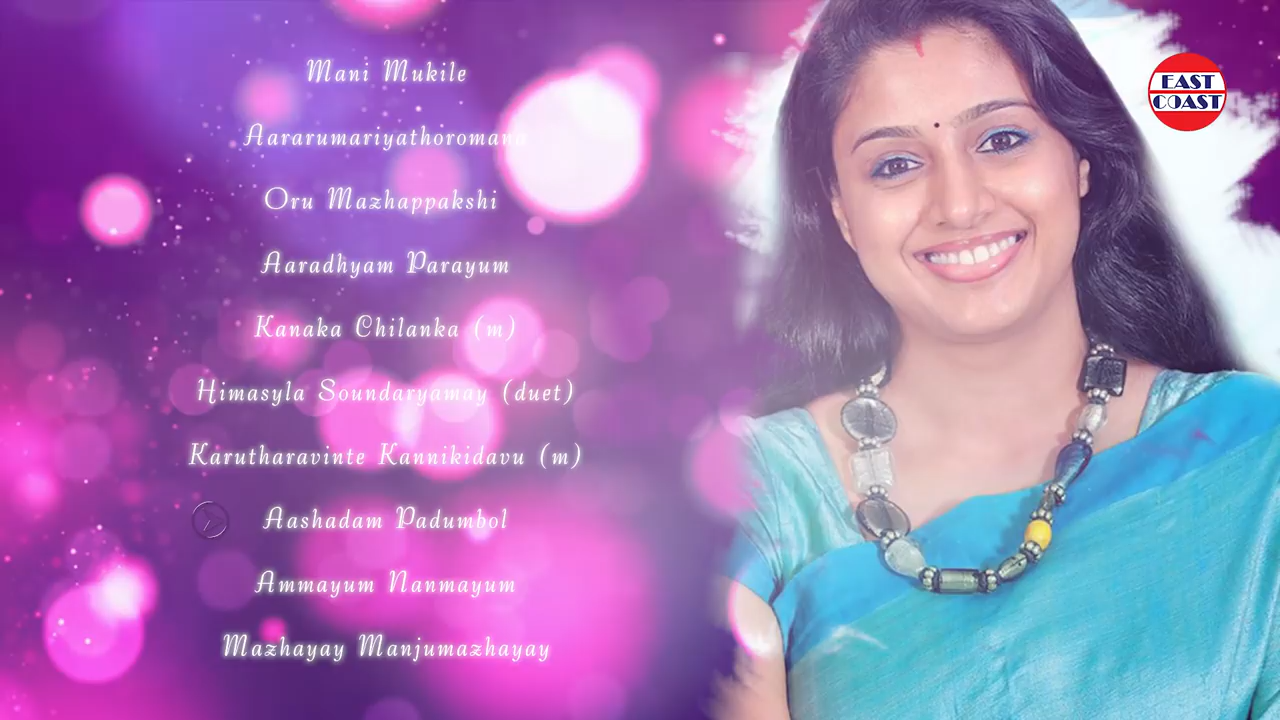 Mani Mukile
Aararumariyathoromana
Oru Mazhappakshi
Aaradhyam Parayum
Kanaka Chilanka (m)
Himasyla Soundaryamay (duet)
Karutharavinte Kannikidavu (m)
Aashadam Padumbol
Ammayum Nanmayum
Mazhayay Manjumazhayay
EAST
COAST